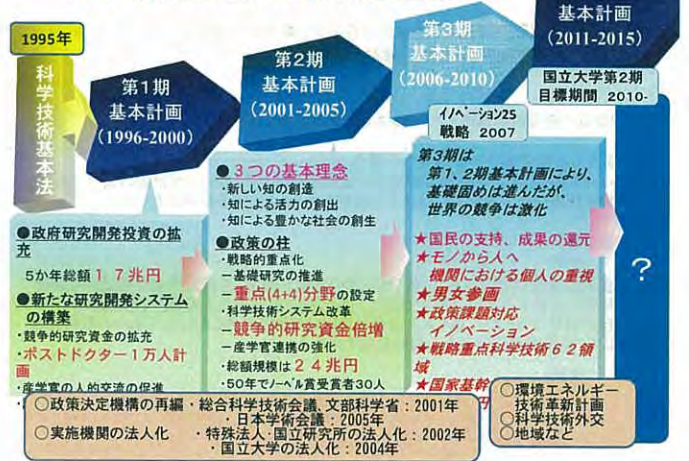 1995年
科学技術基本法
第1期
基本計画
(1996-2000)
第2期
基本計画
(2001-2005)
第3期
基本計画
(2006-2010)
基本計画
(2011-2015)
イノベーション25
戦略 2007
国立大学第2期
目標期間 2010-
●政府研究開発投資の拡
充
5か年総額17兆円
●新たな研究開発システム
の構築
・競争的研究資金の拡充
・ポストドクター1万人計
画
・産学官の人的交流の促進
●3つの基本理念
・新しい知の創造
・知による活力の創出
・知による豊かな社会の創生
●政策の柱
・戦略的重点化
－基礎研究の推進
－重点(4+4)分野の設定
・科学技術システム改革
－競争的研究資金倍増
－産学官連携の強化
・総額規模は24兆円
・50年でノーベル賞受賞者30人
第3期は
第1、2期基本計画により、
基礎固めは進んだが、
世界の競争は激化
★国民の支持、成果の還元
★モノから人へ
機関における個人の重視
★男女参画
★政策課題対応
イノベーション
★戦略重点科学技術62領
域
★国家基幹
円
？
○環境エネルギー
技術革新計画
○科学技術外交
○地域など
○政策決定機構の再編・総合科学技術会議、文部科学省：2001年
・日本学術会議：2005年
○実施機関の法人化 ・特殊法人・国立研究所の法人化：2002年
・国立大学の法人化：2004年